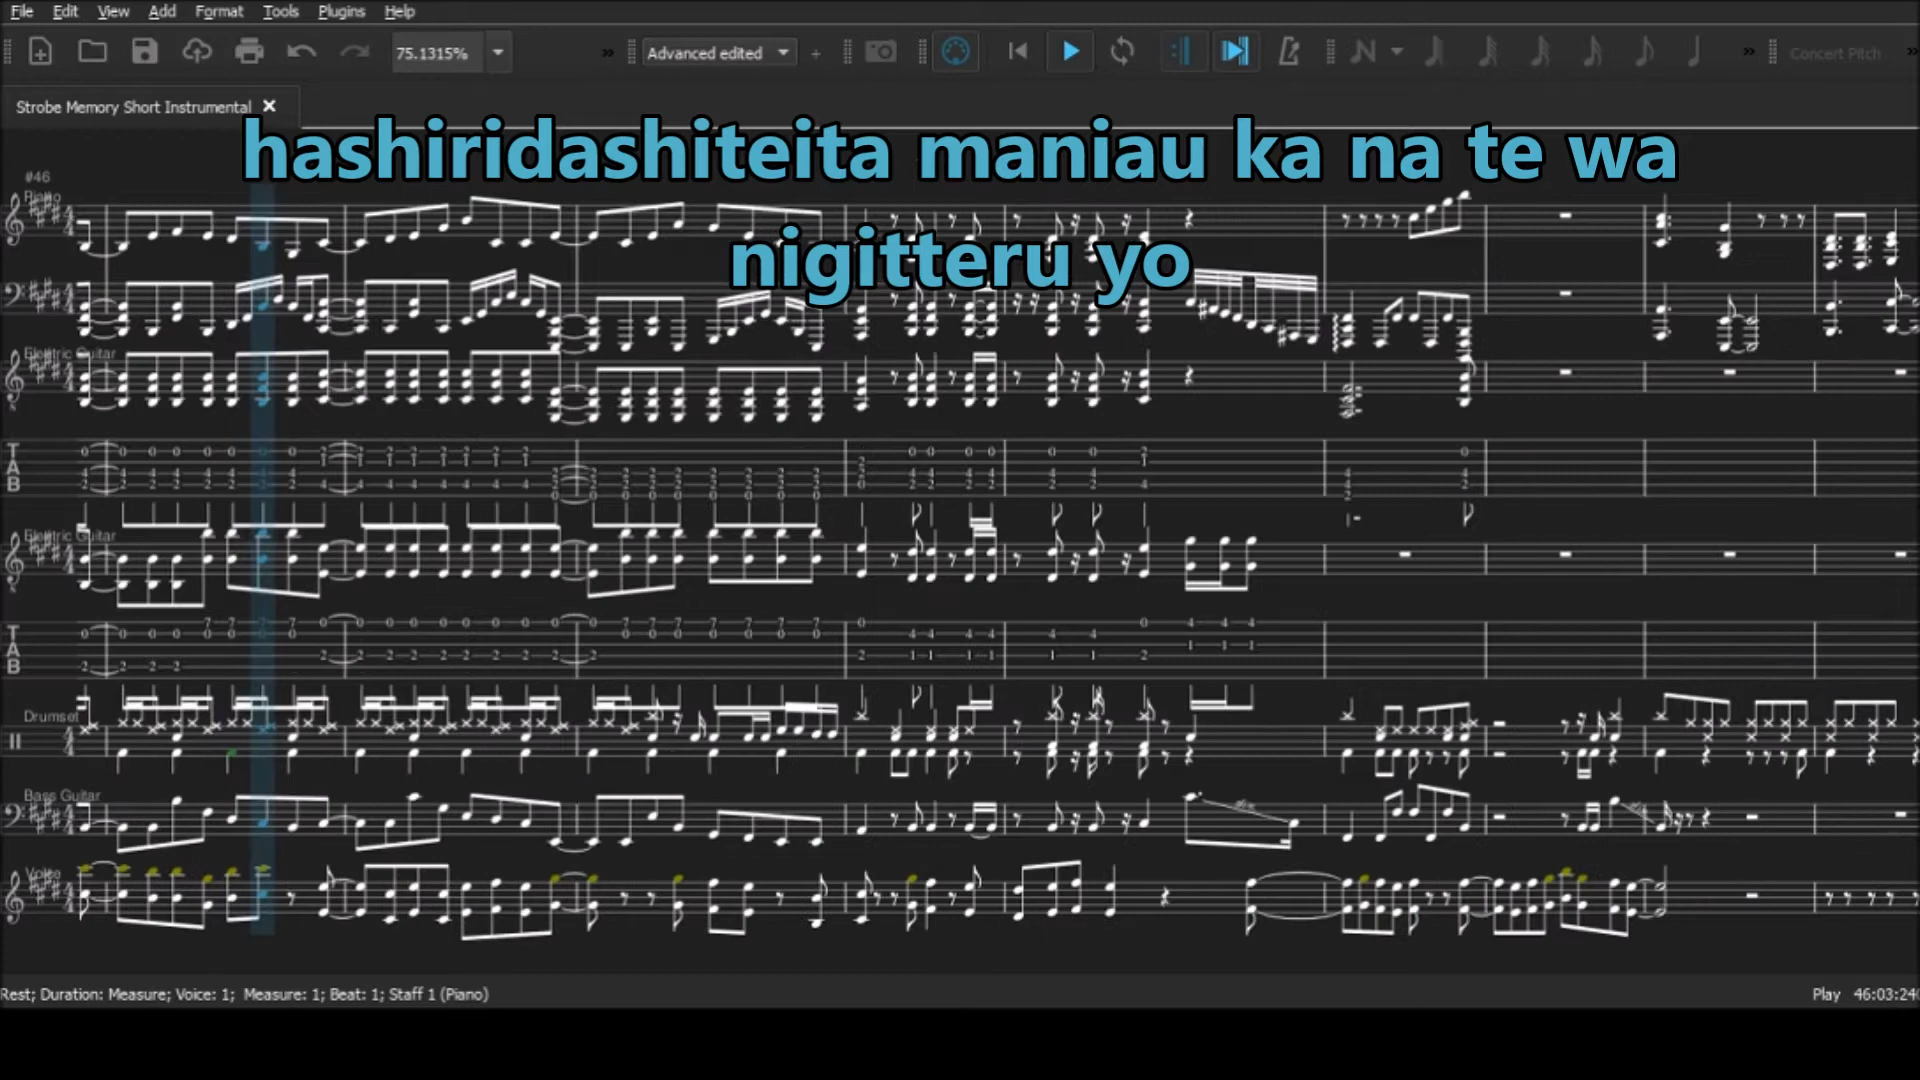 File Edit View Add Format Tools Plugins Help
75.1315% Advanced edited Concert Pitch
Strobe Memory Short Instrumental
hashiridashiteita maniau ka na te wa
nigitteru yo
#46
Piano
Electric Guitar
Electric Guitar
Drumset
Bass Guitar
Voice
Rest; Duration: Measure; Voice: 1; Measure: 1; Beat: 1; Staff 1 (Piano) Play 46:03:24